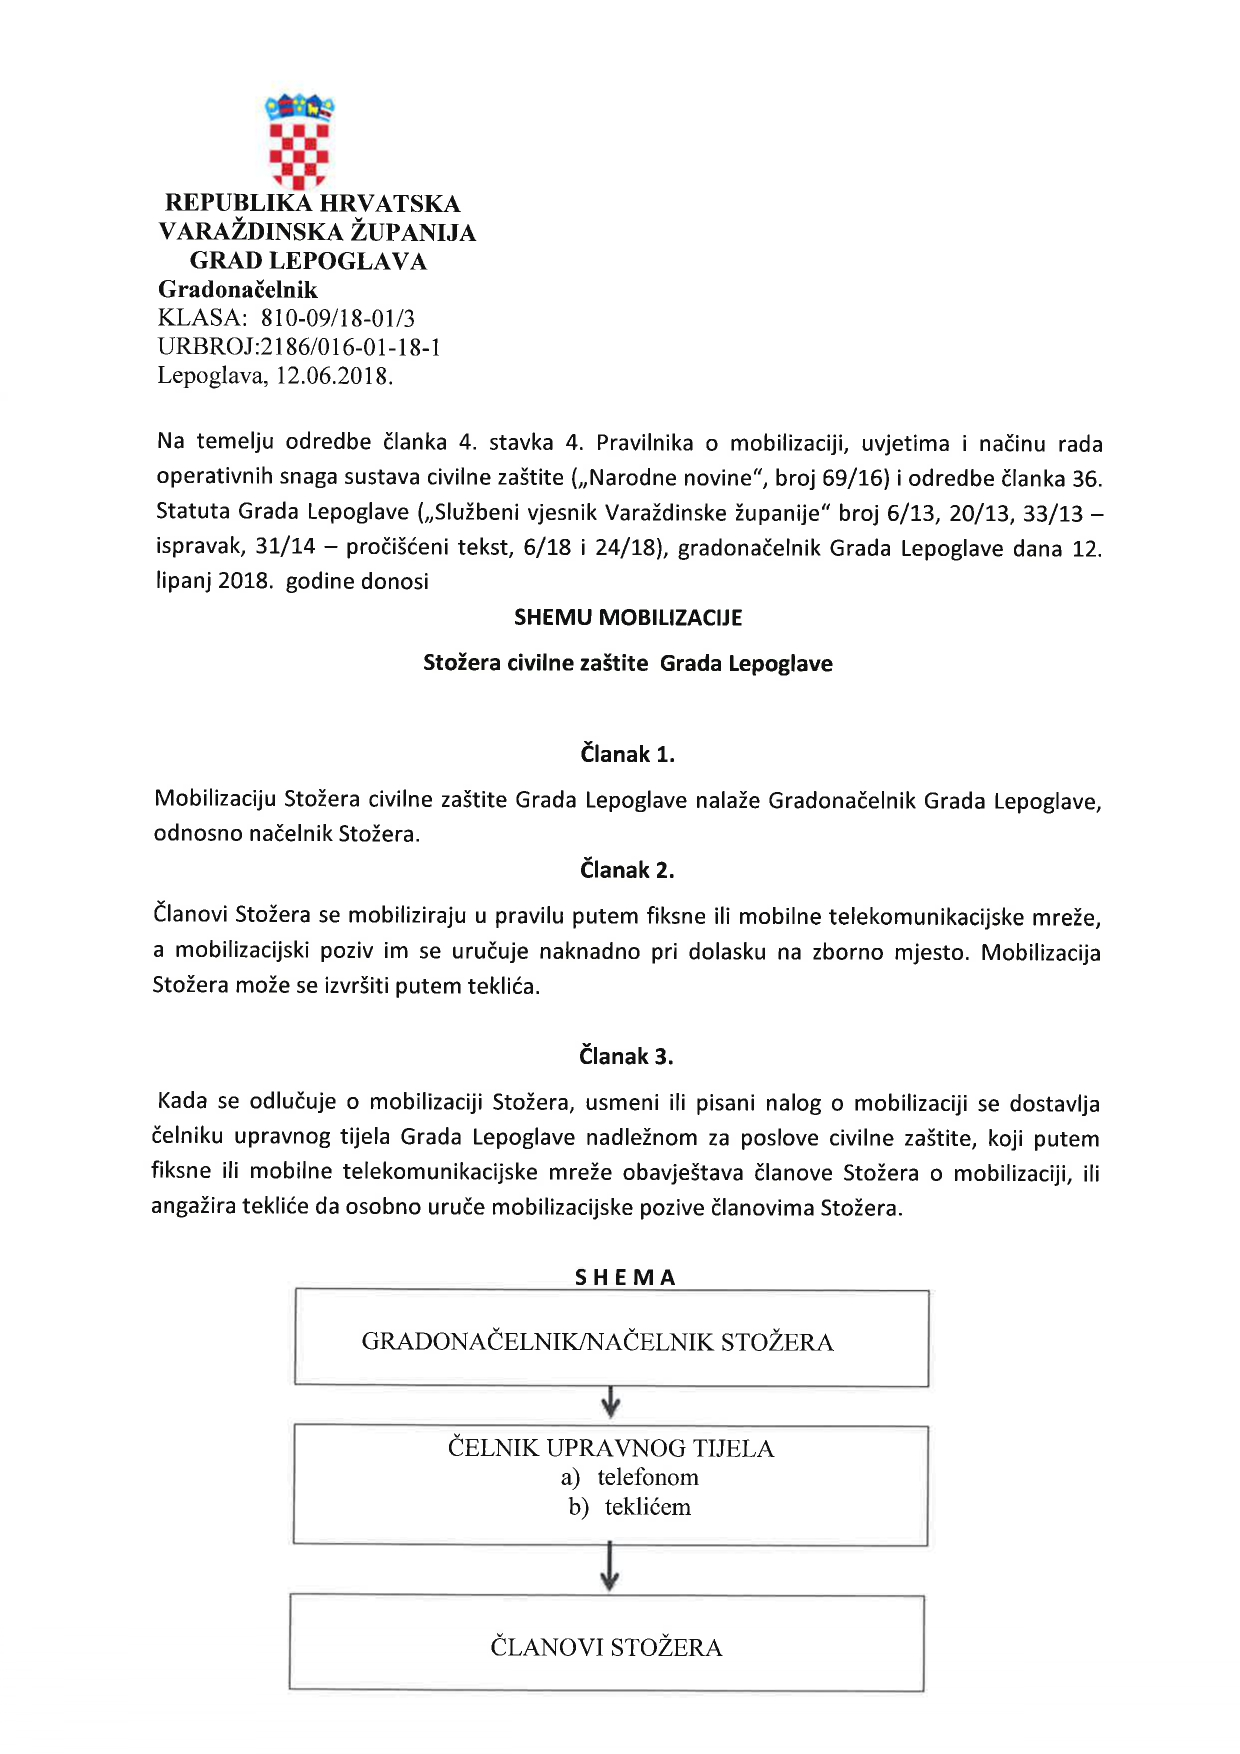 REPUBLIKA HRVATSKA
VARAŽDINSKA ŽUPANIJA
GRAD LEPOGLAVA
Gradonačelnik
KLASA: 810-09/18-01/3
URBROJ:2186/016-01-18-1
Lepoglava, 12.06.2018.
Na temelju odredbe članka 4. stavka 4. Pravilnika o mobilizaciji, uvjetima i načinu rada
operativnih snaga sustava civilne zaštite („Narodne novine“, broj 69/16) i odredbe članka 36.
Statuta Grada Lepoglave („Službeni vjesnik Varaždinske županije“ broj 6/13, 20/13, 33/13 –
ispravak, 31/14 – pročišćeni tekst, 6/18 i 24/18), gradonačelnik Grada Lepoglave dana 12.
lipanj 2018. godine donosi
SHEMU MOBILIZACIJE
Stožera civilne zaštite Grada Lepoglave
Članak 1.
Mobilizaciju Stožera civilne zaštite Grada Lepoglave nalaže Gradonačelnik Grada Lepoglave,
odnosno načelnik Stožera.
Članak 2.
Članovi Stožera se mobiliziraju u pravilu putem fiksne ili mobilne telekomunikacijske mreže,
a mobilizacijski poziv im se uručuje naknadno pri dolasku na zborno mjesto. Mobilizacija
Stožera može se izvršiti putem teklića.
Članak 3.
Kada se odlučuje o mobilizaciji Stožera, usmeni ili pisani nalog o mobilizaciji se dostavlja
čelniku upravnog tijela Grada Lepoglave nadležnom za poslove civilne zaštite, koji putem
fiksne ili mobilne telekomunikacijske mreže obavještava članove Stožera o mobilizaciji, ili
angažira tekliće da osobno uruče mobilizacijske pozive članovima Stožera.
S H E M A
GRADONAČELNIK/NAČELNIK STOŽERA
ČELNIK UPRAVNOG TIJELA
a) telefonom
b) teklićem
ČLANOVI STOŽERA